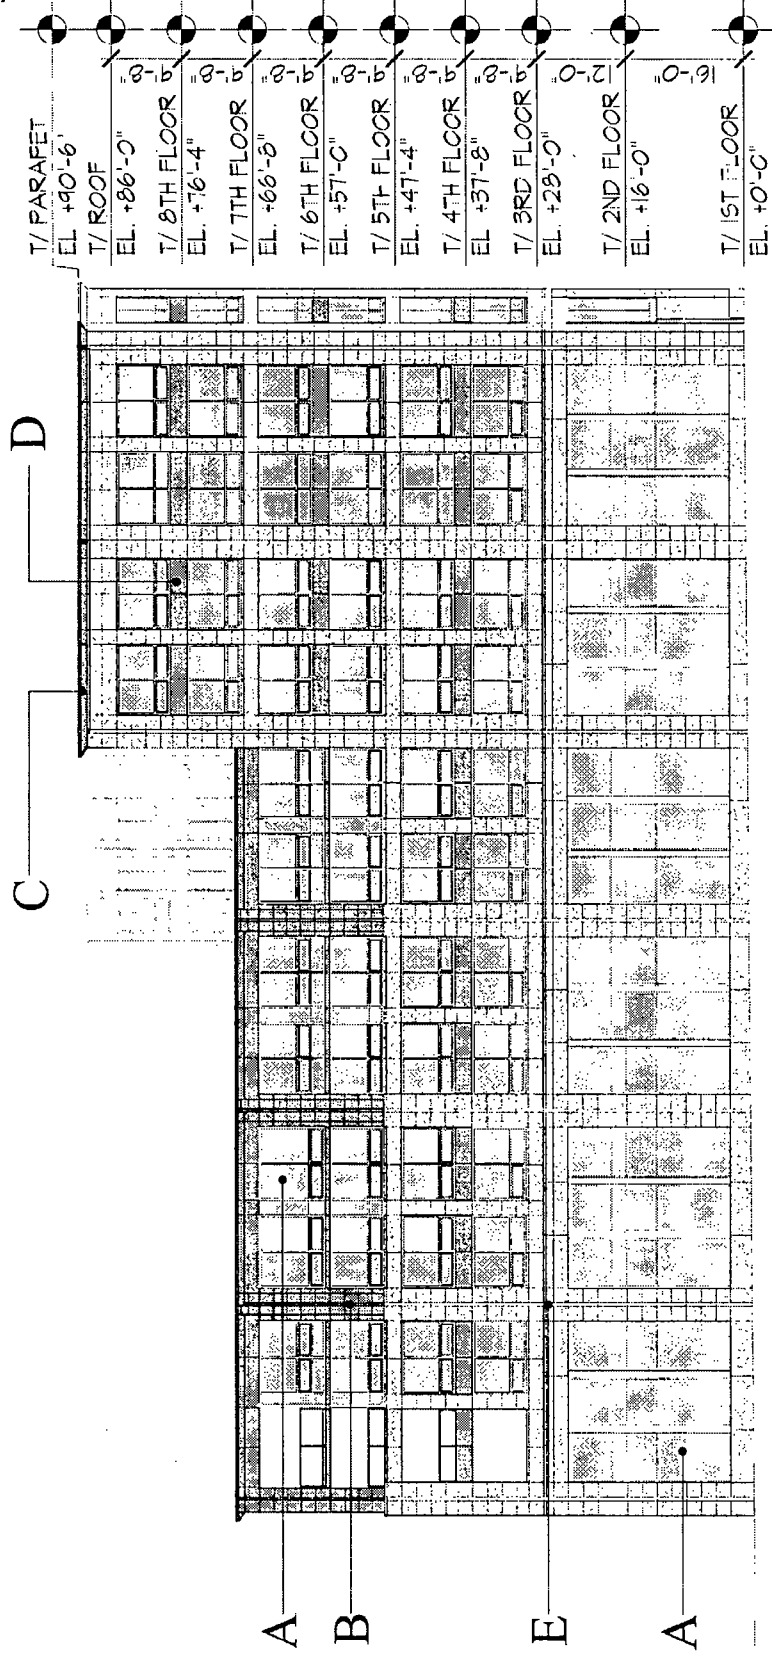 T/ PARAPET
EL +90'-6"
T/ ROOF
EL. +86'-0"
9'-8"
T/ 8TH FLOOR
EL. +76'-4"
9'-8"
T/ 7TH FLOOR
EL. +66'-8"
9'-8"
T/ 6TH FLOOR
EL. +57'-0"
9'-8"
T/ 5TH FLOOR
EL. +47'-4"
9'-8"
T/ 4TH FLOOR
EL +37'-8"
9'-8"
T/ 3RD FLOOR
EL. +28'-0"
12'-0"
T/ 2ND FLOOR
EL. +16'-0"
16'-0"
T/ 1ST FLOOR
EL. +0'-0"
D
C
A
B
E
A